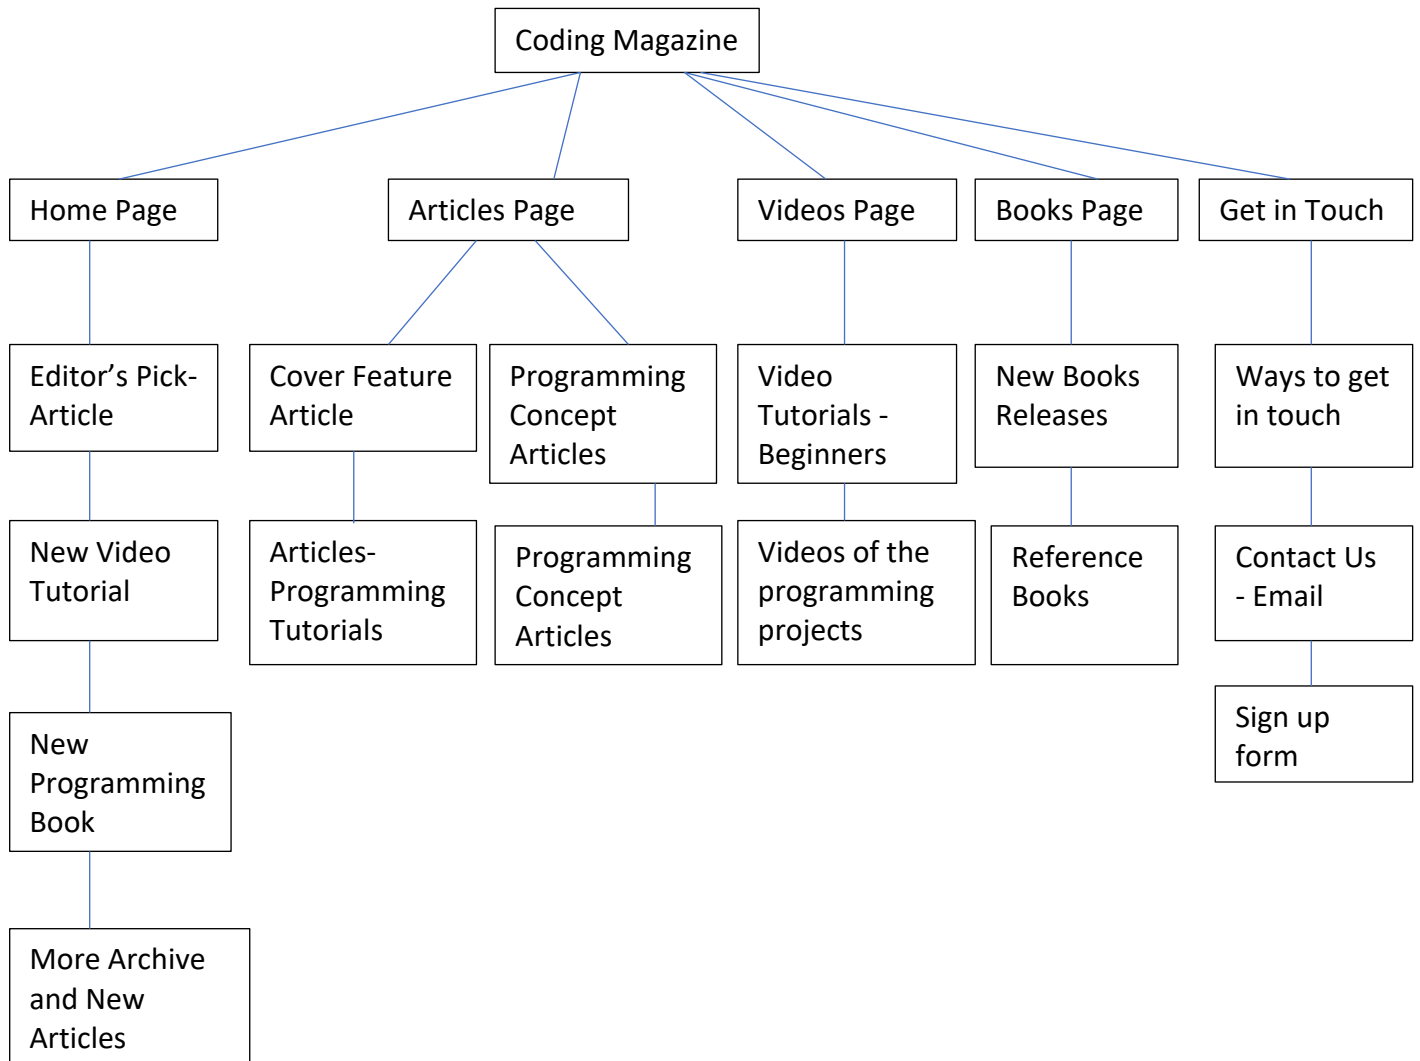 Coding Magazine
Home Page
Articles Page
Videos Page
Books Page
Get in Touch
Editor’s Pick-
Article
Cover Feature
Article
Programming
Concept
Articles
Video
Tutorials -
Beginners
New Books
Releases
Ways to get
in touch
New Video
Tutorial
Articles-
Programming
Tutorials
Programming
Concept
Articles
Videos of the
programming
projects
Reference
Books
Contact Us
- Email
New
Programming
Book
Sign up
form
More Archive
and New
Articles